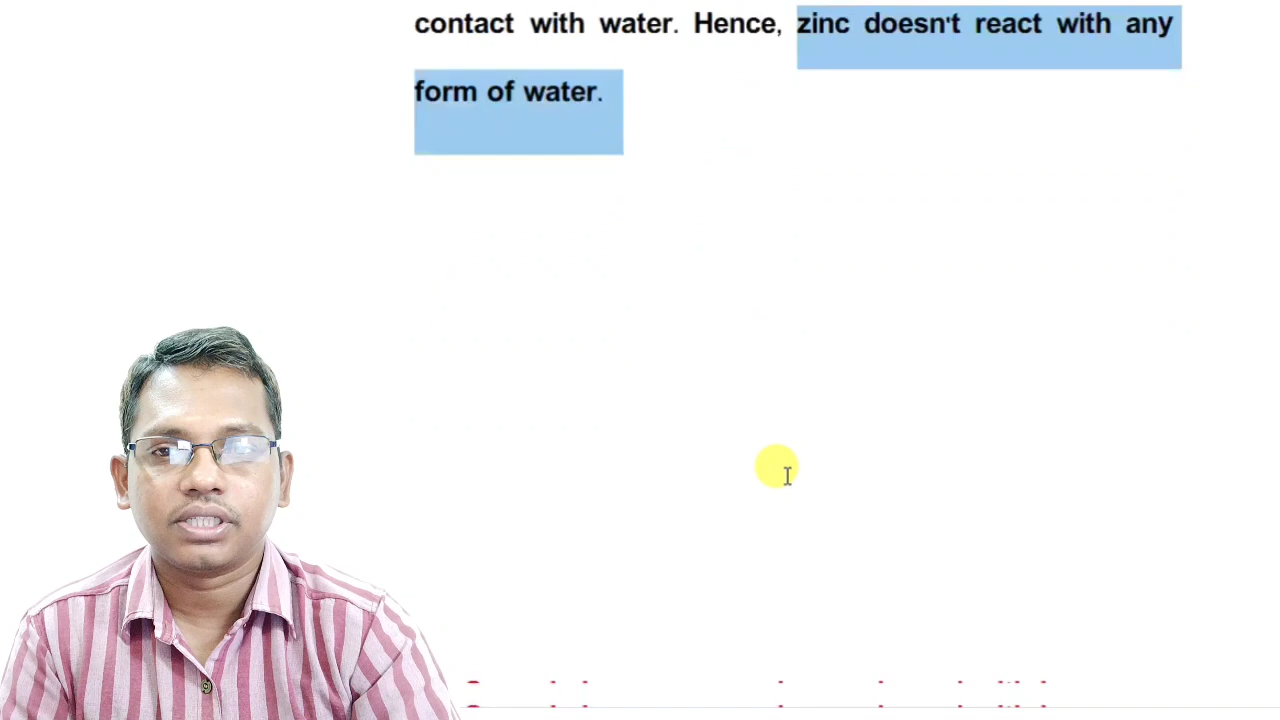 contact with water. Hence, zinc doesn't react with any
form of water.